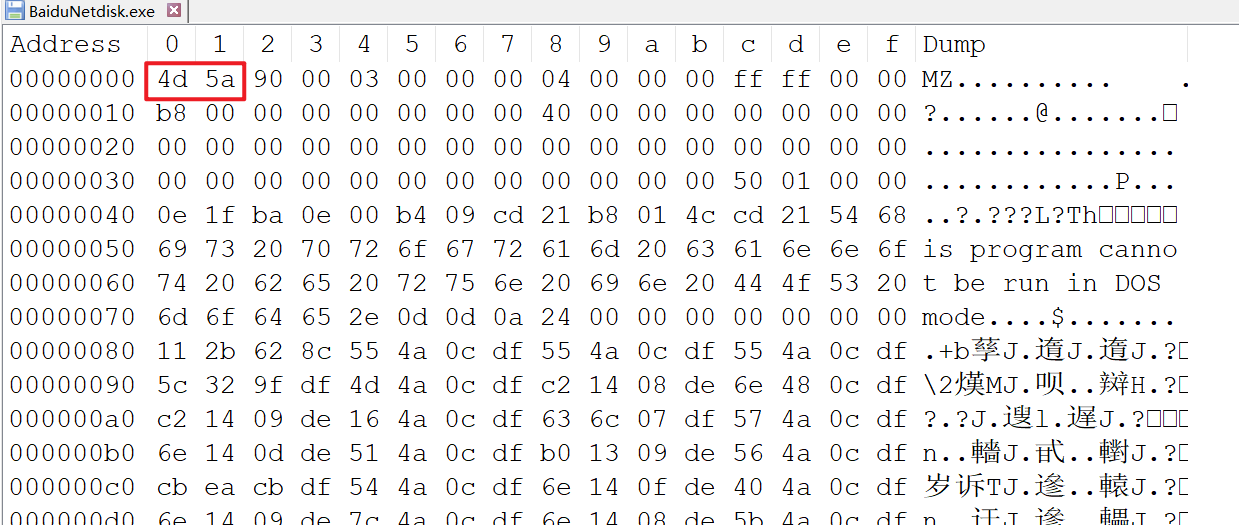 BaiduNetdisk.exe
Address 0 1 2 3 4 5 6 7 8 9 a b c d e f Dump
00000000 4d 5a 90 00 03 00 00 00 04 00 00 00 ff ff 00 00 MZ.......... .
00000010 b8 00 00 00 00 00 00 00 40 00 00 00 00 00 00 00 ?......@.......□
00000020 00 00 00 00 00 00 00 00 00 00 00 00 00 00 00 00 ................
00000030 00 00 00 00 00 00 00 00 00 00 00 00 50 01 00 00 ............P...
00000040 0e 1f ba 0e 00 b4 09 cd 21 b8 01 4c cd 21 54 68 ..?.???L?Th□□□□□
00000050 69 73 20 70 72 6f 67 72 61 6d 20 63 61 6e 6e 6f is program canno
00000060 74 20 62 65 20 72 75 6e 20 69 6e 20 44 4f 53 20 t be run in DOS
00000070 6d 6f 64 65 2e 0d 0d 0a 24 00 00 00 00 00 00 00 mode....$.......
00000080 11 2b 62 8c 55 4a 0c df 55 4a 0c df 55 4a 0c df .+b孶J.遀J.遀J.?□
00000090 5c 32 9f df 4d 4a 0c df c2 14 08 de 6e 48 0c df \2熯MJ.呗..辬H.?□
000000a0 c2 14 09 de 16 4a 0c df 63 6c 07 df 57 4a 0c df ?.?J.遚l.遅J.?□□□
000000b0 6e 14 0d de 51 4a 0c df b0 13 09 de 56 4a 0c df n..轖J.甙..轛J.?□
000000c0 cb ea cb df 54 4a 0c df 6e 14 0f de 40 4a 0c df 岁诉TJ.遪..轅J.?□
000000d0 6e 14 09 de 7c 4a 0c df 6e 14 08 de 5b 4a 0c df